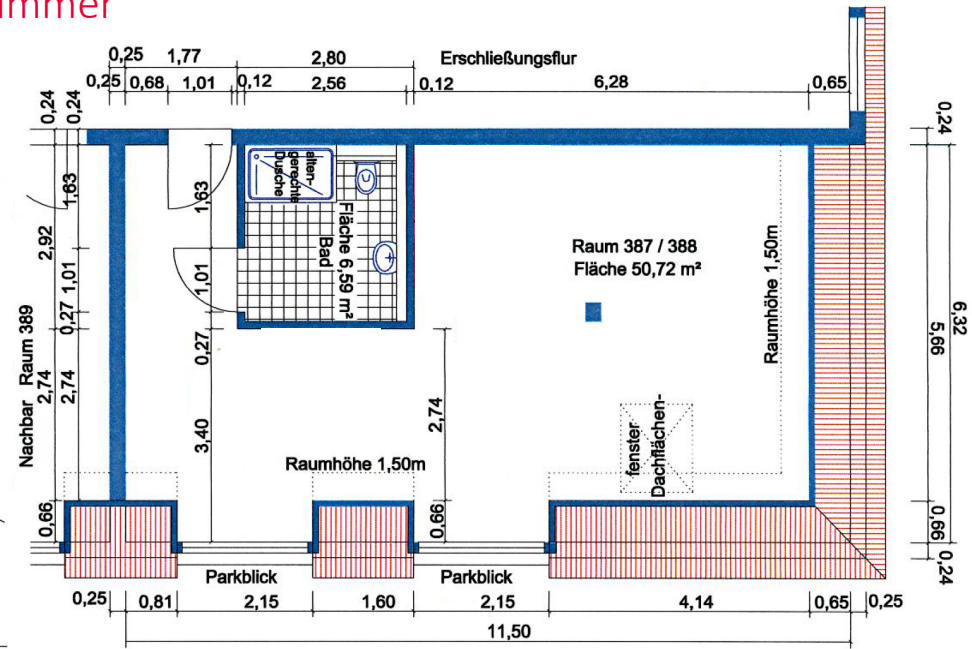 immer
0,25 1,77 2,80 Erschließungsflur
0,25 0,68 1,01 0,12 2,56 0,12 6,28 0,65
0,24
0,24
0,24
1,63
2,92
1,01
0,27
2,74
2,74
0,66
Nachbar Raum 389
1,63
1,01
0,27
3,40
alten-
gerechte
Dusche
Fläche 6,59 m²
Bad
Raum 387 / 388
Fläche 50,72 m²
Raumhöhe 1,50m
2,74
0,66
Raumhöhe 1,50m
Dachflächen-
fenster
6,32
5,66
0,66
0,24
Parkblick Parkblick
0,25 0,81 2,15 1,60 2,15 4,14 0,65 0,25
11,50